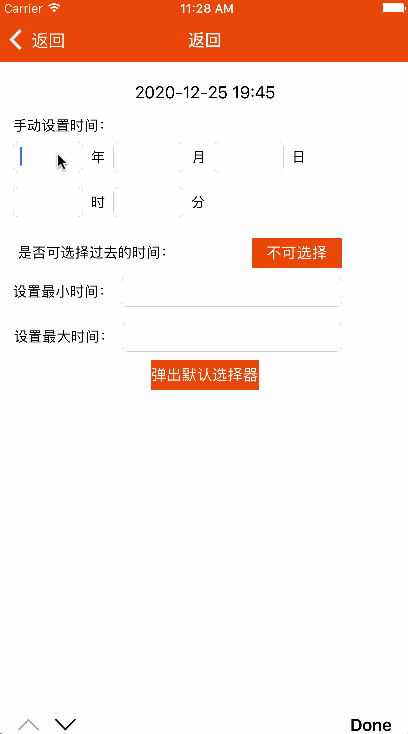 Carrier 11:28 AM
返回 返回
2020-12-25 19:45
手动设置时间：
年 月 日
时 分
是否可选择过去的时间： 不可选择
设置最小时间：
设置最大时间：
弹出默认选择器
Done